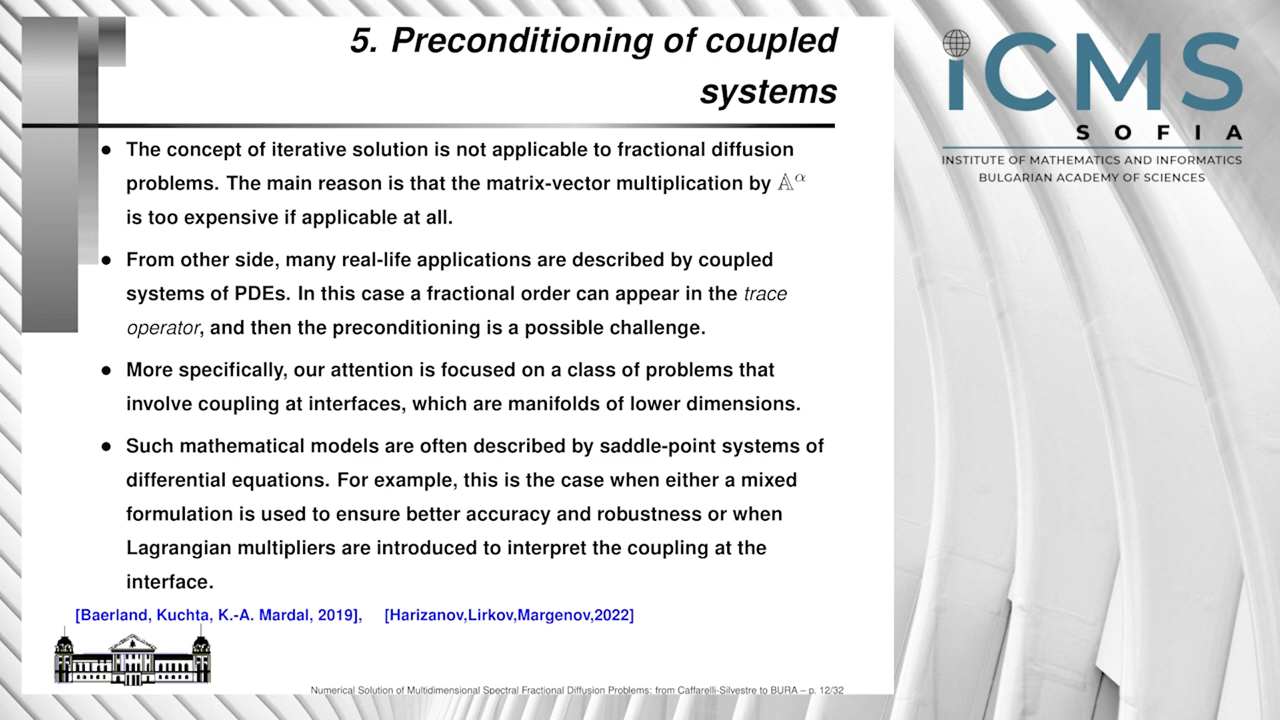 5. Preconditioning of coupled
systems
● The concept of iterative solution is not applicable to fractional diffusion
problems. The main reason is that the matrix-vector multiplication by 𝔸^α
is too expensive if applicable at all.
● From other side, many real-life applications are described by coupled
systems of PDEs. In this case a fractional order can appear in the trace
operator, and then the preconditioning is a possible challenge.
● More specifically, our attention is focused on a class of problems that
involve coupling at interfaces, which are manifolds of lower dimensions.
● Such mathematical models are often described by saddle-point systems of
differential equations. For example, this is the case when either a mixed
formulation is used to ensure better accuracy and robustness or when
Lagrangian multipliers are introduced to interpret the coupling at the
interface.
[Baerland, Kuchta, K.-A. Mardal, 2019], [Harizanov,Lirkov,Margenov,2022]
Numerical Solution of Multidimensional Spectral Fractional Diffusion Problems: from Caffarelli-Silvestre to BURA – p. 12/32
iCMS
SOFIA
INSTITUTE OF MATHEMATICS AND INFORMATICS
BULGARIAN ACADEMY OF SCIENCES